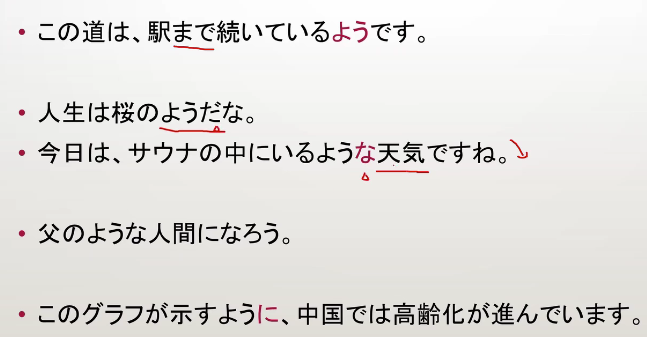 • この道は、駅まで続いているようです。
• 人生は桜のようだな。
• 今日は、サウナの中にいるような天気ですね。
• 父のような人間になろう。
• このグラフが示すように、中国では高齢化が進んでいます。